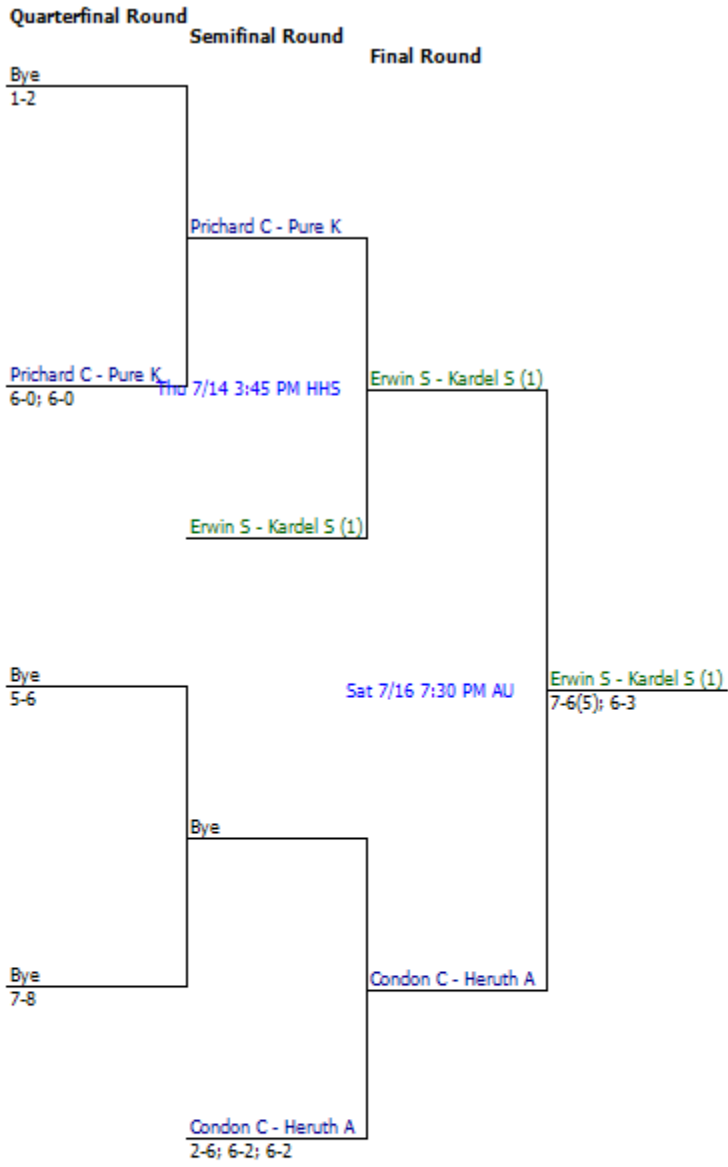 Quarterfinal Round
Semifinal Round
Final Round
Bye
1-2
Prichard C - Pure K
Prichard C - Pure K
6-0; 6-0
Thu 7/14 3:45 PM HHS
Erwin S - Kardel S (1)
Erwin S - Kardel S (1)
Bye
5-6
Sat 7/16 7:30 PM AU
Erwin S - Kardel S (1)
7-6(5); 6-3
Bye
Bye
7-8
Condon C - Heruth A
Condon C - Heruth A
2-6; 6-2; 6-2